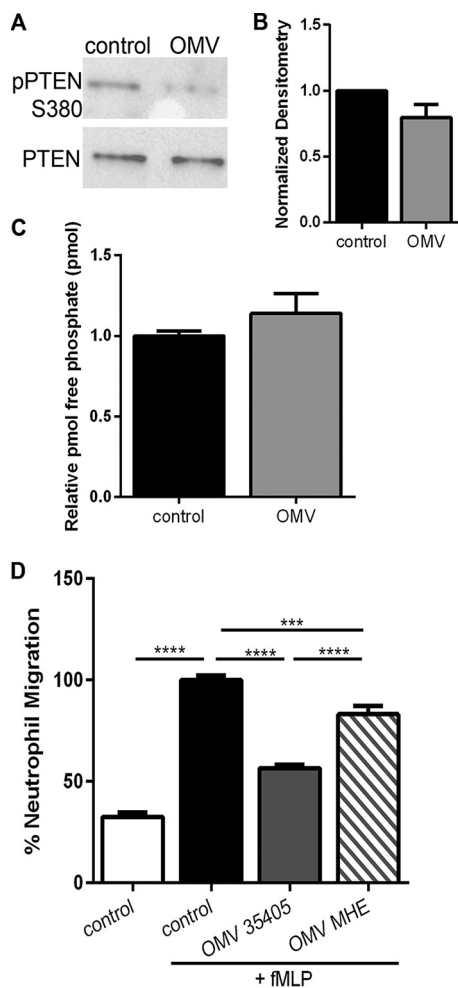 A
control OMV
pPTEN
S380
PTEN
B
Normalized Densitometry
1.5
1.0
0.5
0.0
control OMV
C
Relative pmol free phosphate (pmol)
1.5
1.0
0.5
0.0
control OMV
D
% Neutrophil Migration
150
100
50
0
***
**** **** ****
control control OMV 35405 OMV MHE
+ fMLP